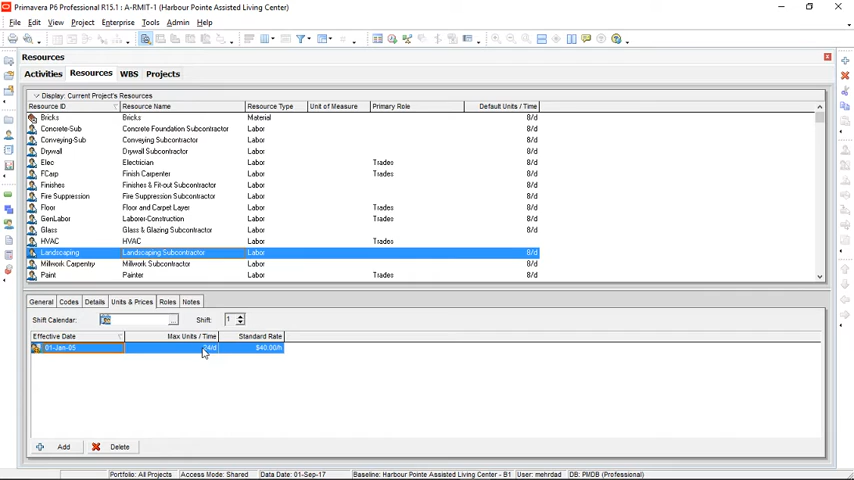 Primavera P6 Professional R15.1 : A-RMIT-1 (Harbour Pointe Assisted Living Center)
File Edit View Project Enterprise Tools Admin Help
Resources
Activities Resources WBS Projects
Display: Current Project's Resources
Resource ID Resource Name Resource Type Unit of Measure Primary Role Default Units / Time
Bricks Bricks Material 8/d
Concrete-Sub Concrete Foundation Subcontractor Labor 8/d
Conveying-Sub Conveying Subcontractor Labor 8/d
Drywall Drywall Subcontractor Labor 8/d
Elec Electrician Labor Trades 8/d
FCarp Finish Carpenter Labor Trades 8/d
Finishes Finishes & Fit-out Subcontractor Labor 8/d
Fire Suppression Fire Suppression Subcontractor Labor 8/d
Floor Floor and Carpet Layer Labor Trades 8/d
GenLabor Laborer-Construction Labor Trades 8/d
Glass Glass & Glazing Subcontractor Labor 8/d
HVAC HVAC Labor Trades 8/d
Landscaping Landscaping Subcontractor Labor 8/d
Millwork Carpentry Millwork Subcontractor Labor 8/d
Paint Painter Labor Trades 8/d
General Codes Details Units & Prices Roles Notes
Shift Calendar: ... Shift: 1
Effective Date Max Units / Time Standard Rate
01-Jan-05 24/d $40.00/h
Add Delete
Portfolio: All Projects Access Mode: Shared Data Date: 01-Sep-17 Baseline: Harbour Pointe Assisted Living Center - B1 User: mehrdad DB: PMDB (Professional)